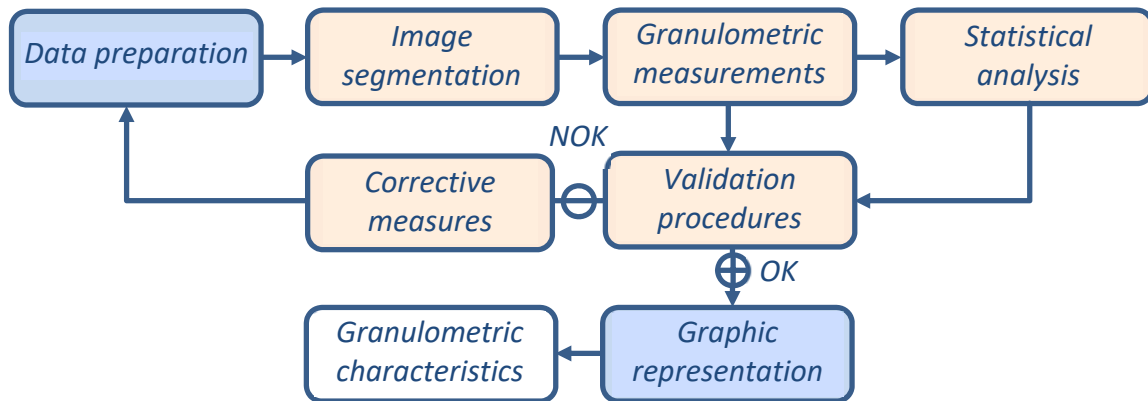 Data preparation
Image
segmentation
Granulometric
measurements
Statistical
analysis
NOK
Corrective
measures
Validation
procedures
OK
Granulometric
characteristics
Graphic
representation